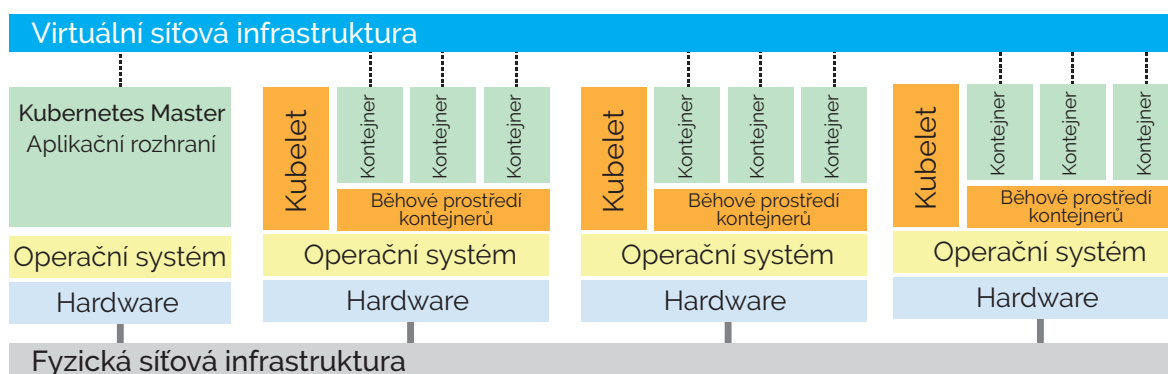 Virtuální síťová infrastruktura
Kubernetes Master
Aplikační rozhraní
Operační systém
Hardware
Kubelet
Kontejner
Kontejner
Kontejner
Běhové prostředí
kontejnerů
Operační systém
Hardware
Kubelet
Kontejner
Kontejner
Kontejner
Běhové prostředí
kontejnerů
Operační systém
Hardware
Kubelet
Kontejner
Kontejner
Kontejner
Běhové prostředí
kontejnerů
Operační systém
Hardware
Fyzická síťová infrastruktura